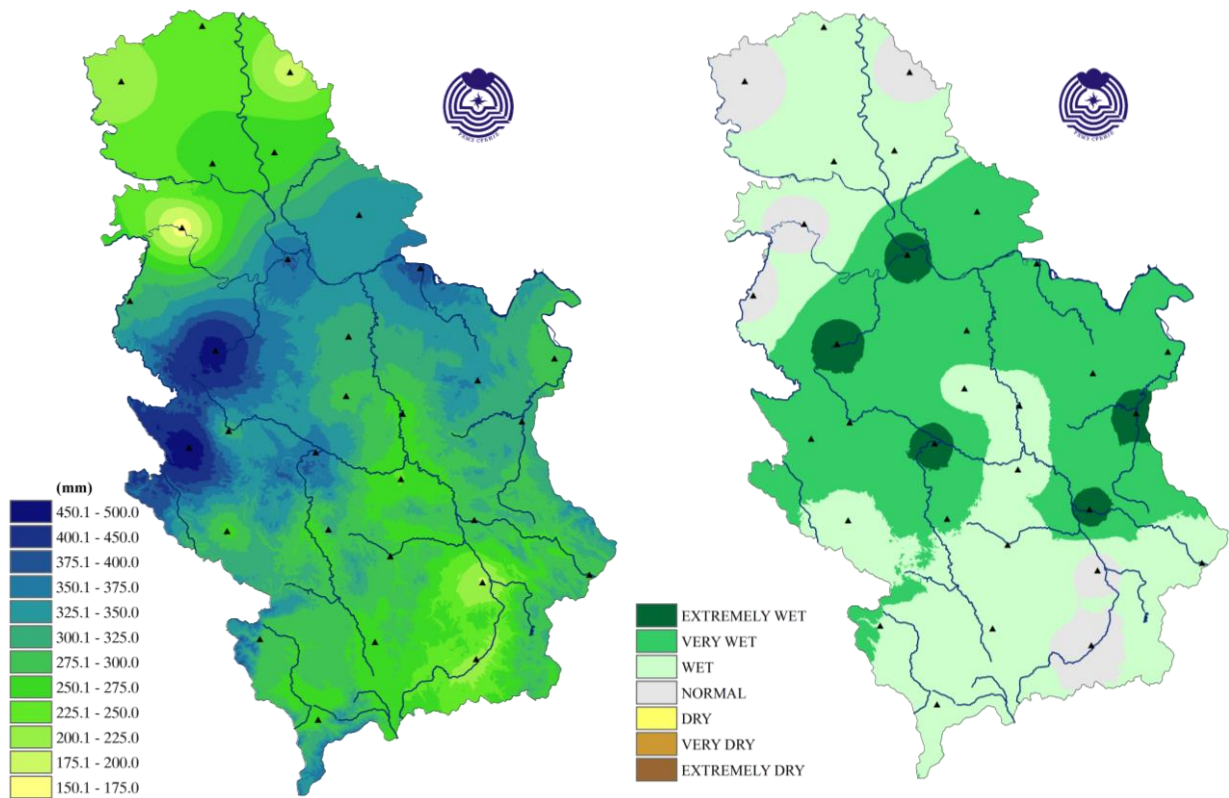 (mm)
450.1 - 500.0
400.1 - 450.0
375.1 - 400.0
350.1 - 375.0
325.1 - 350.0
300.1 - 325.0
275.1 - 300.0
250.1 - 275.0
225.1 - 250.0
200.1 - 225.0
175.1 - 200.0
150.1 - 175.0
EXTREMELY WET
VERY WET
WET
NORMAL
DRY
VERY DRY
EXTREMELY DRY